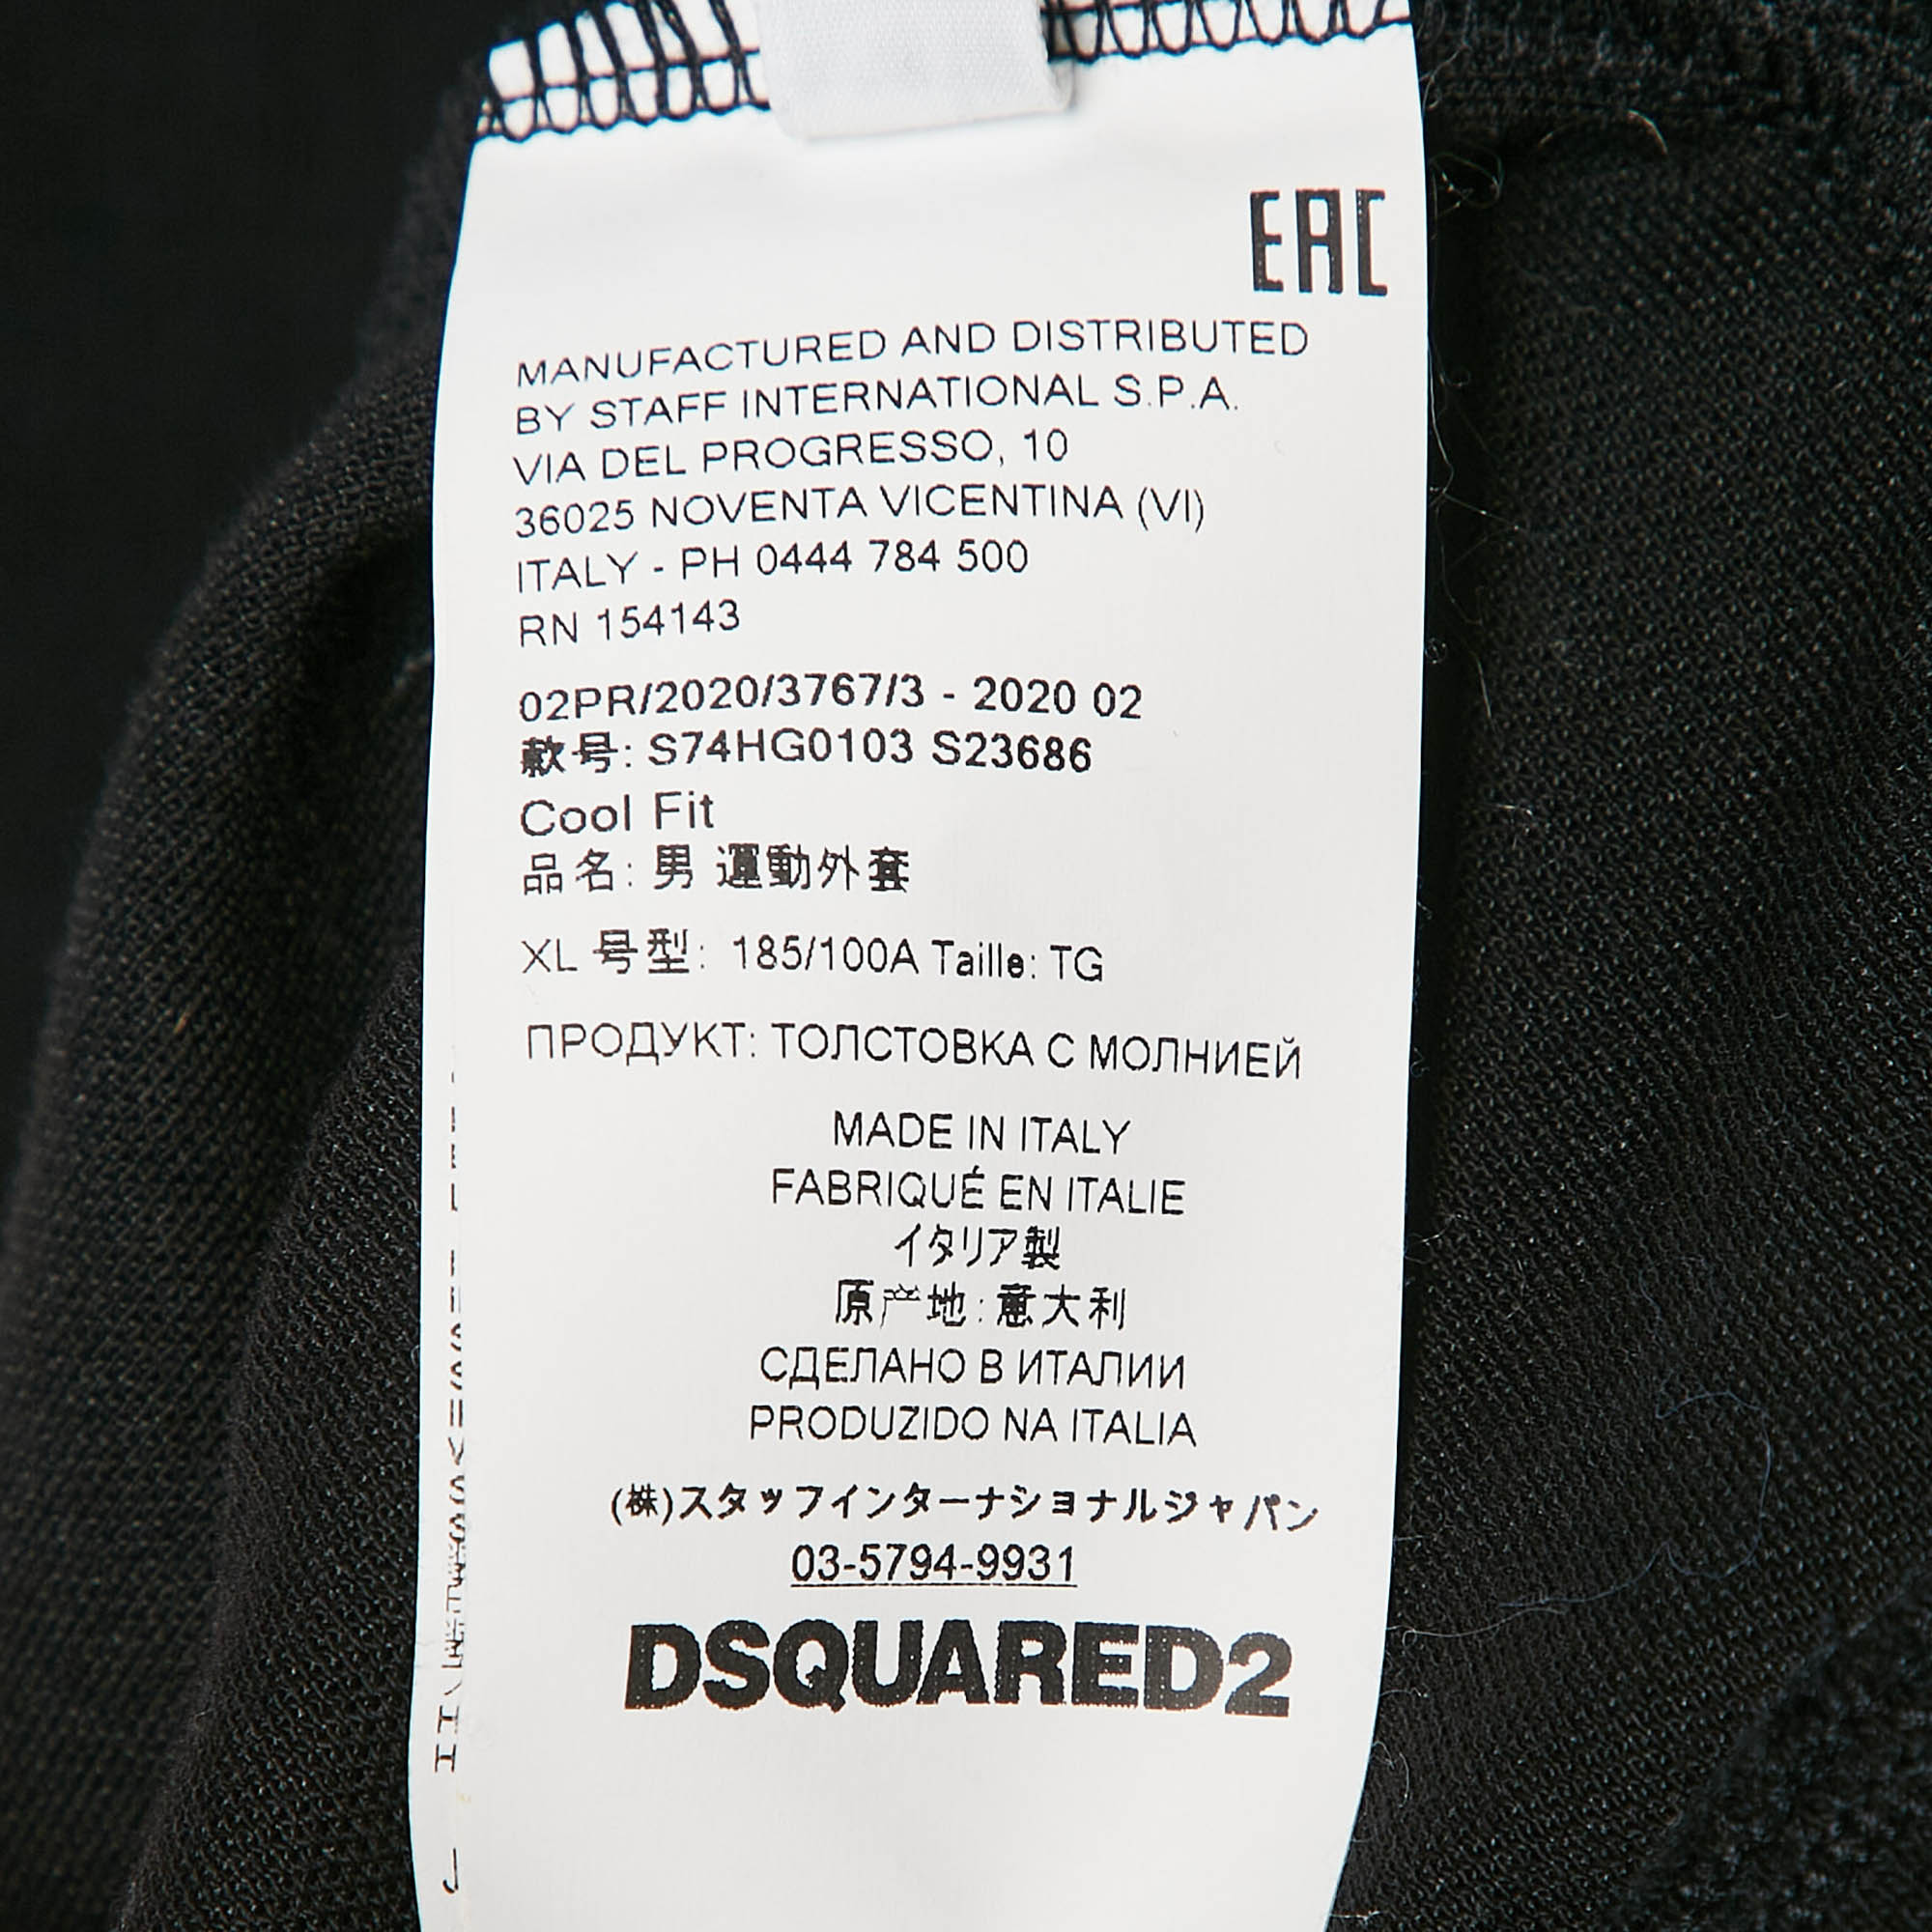 EAC
MANUFACTURED AND DISTRIBUTED
BY STAFF INTERNATIONAL S.P.A.
VIA DEL PROGRESSO, 10
36025 NOVENTA VICENTINA (VI)
ITALY - PH 0444 784 500
RN 154143
02PR/2020/3767/3 - 2020 02
款号: S74HG0103 S23686
Cool Fit
品名: 男 運動外套
XL 号型: 185/100A Taille: TG
ПРОДУКТ: ТОЛСТОВКА С МОЛНИЕЙ
MADE IN ITALY
FABRIQUÉ EN ITALIE
イタリア製
原产地: 意大利
СДЕЛАНО В ИТАЛИИ
PRODUZIDO NA ITALIA
(株)スタッフインターナショナルジャパン
03-5794-9931
DSQUARED2